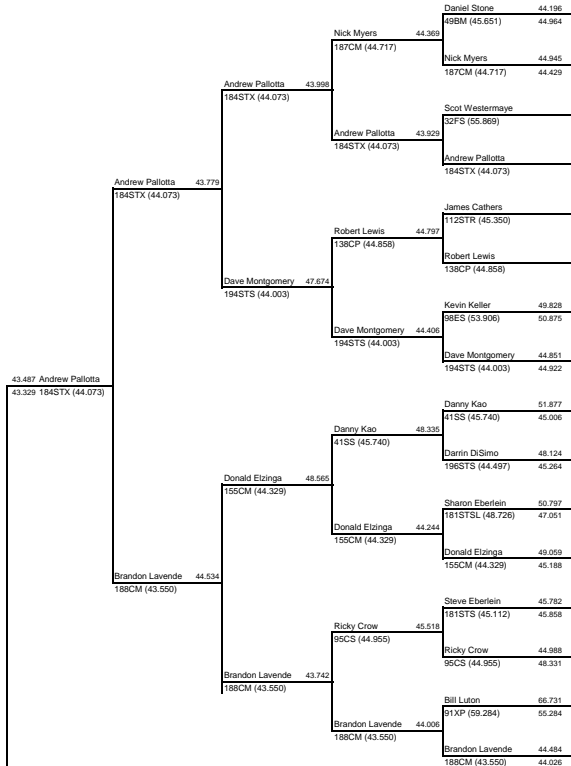 Daniel Stone 44.196
49BM (45.651) 44.964
Nick Myers 44.369
187CM (44.717)
Nick Myers 44.945
187CM (44.717) 44.429
Andrew Pallotta 43.998
184STX (44.073)
Scot Westermaye
32FS (55.869)
Andrew Pallotta 43.929
184STX (44.073)
Andrew Pallotta
184STX (44.073)
Andrew Pallotta 43.779
184STX (44.073)
James Cathers
112STR (45.350)
Robert Lewis 44.797
138CP (44.858)
Robert Lewis
138CP (44.858)
Dave Montgomery 47.674
194STS (44.003)
Kevin Keller 49.828
98ES (53.906) 50.875
Dave Montgomery 44.406
194STS (44.003)
Dave Montgomery 44.851
194STS (44.003) 44.922
43.487 Andrew Pallotta
43.329 184STX (44.073)
Danny Kao 51.877
41SS (45.740) 45.006
Danny Kao 48.335
41SS (45.740)
Darrin DiSimo 48.124
196STS (44.497) 45.264
Donald Elzinga 48.565
155CM (44.329)
Sharon Eberlein 50.797
181STSL (48.726) 47.051
Donald Elzinga 44.244
155CM (44.329)
Donald Elzinga 49.059
155CM (44.329) 45.188
Brandon Lavende 44.534
188CM (43.550)
Steve Eberlein 45.782
181STS (45.112) 45.858
Ricky Crow 45.518
95CS (44.955)
Ricky Crow 44.988
95CS (44.955) 48.331
Brandon Lavende 43.742
188CM (43.550)
Bill Luton 66.731
91XP (59.284) 55.284
Brandon Lavende 44.006
188CM (43.550)
Brandon Lavende 44.484
188CM (43.550) 44.026